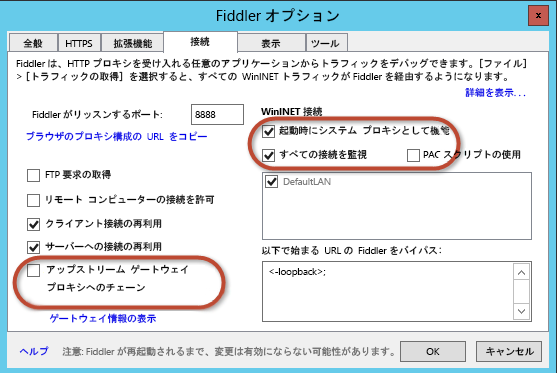 Fiddler オプション
x
全般
HTTPS
拡張機能
接続
表示
ツール
Fiddler は、HTTP プロキシを受け入れる任意のアプリケーションからトラフィックをデバッグできます。[ファイル]
> [トラフィックの取得] を選択すると、すべての WinINET トラフィックが Fiddler を経由するようになります。
詳細を表示...
Fiddler がリッスンするポート:
8888
ブラウザのプロキシ構成の URL をコピー
FTP 要求の取得
リモート コンピューターの接続を許可
クライアント接続の再利用
サーバーへの接続の再利用
アップストリーム ゲートウェイ
プロキシへのチェーン
ゲートウェイ情報の表示
WinINET 接続
起動時にシステム プロキシとして機能
すべての接続を監視
PAC スクリプトの使用
DefaultLAN
以下で始まる URL の Fiddler をバイパス:
<-loopback>;
ヘルプ
注意: Fiddler が再起動されるまで、変更は有効にならない可能性があります。
OK
キャンセル